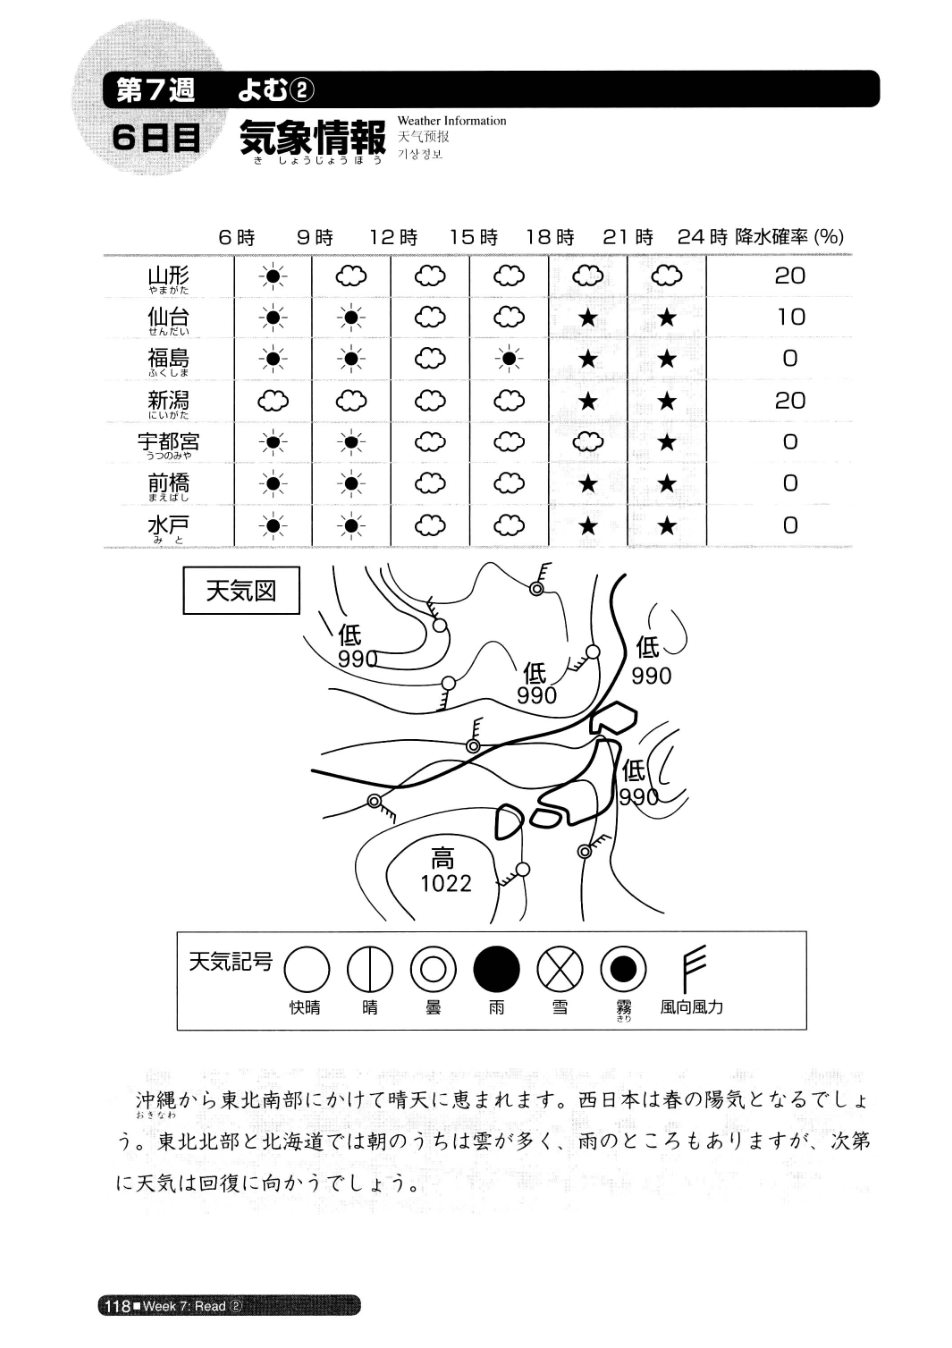 第7週 よむ②
6日目 気象情報
きしょうじょうほう
Weather Information
天气预报
기상정보
6時 9時 12時 15時 18時 21時 24時 降水確率(%)
山形 20
やまがた
仙台 10
せんだい
福島 0
ふくしま
新潟 20
にいがた
宇都宮 0
うつのみや
前橋 0
まえばし
水戸 0
みと
天気図
低
990
低
990
低
990
低
990
高
1022
天気記号
快晴 晴 曇 雨 雪 霧 風向風力
きり
沖縄から東北南部にかけて晴天に恵まれます。西日本は春の陽気となるでしょ
おきなわ
う。東北北部と北海道では朝のうちは雲が多く、雨のところもありますが、次第
に天気は回復に向かうでしょう。
118 ■ Week 7: Read ②